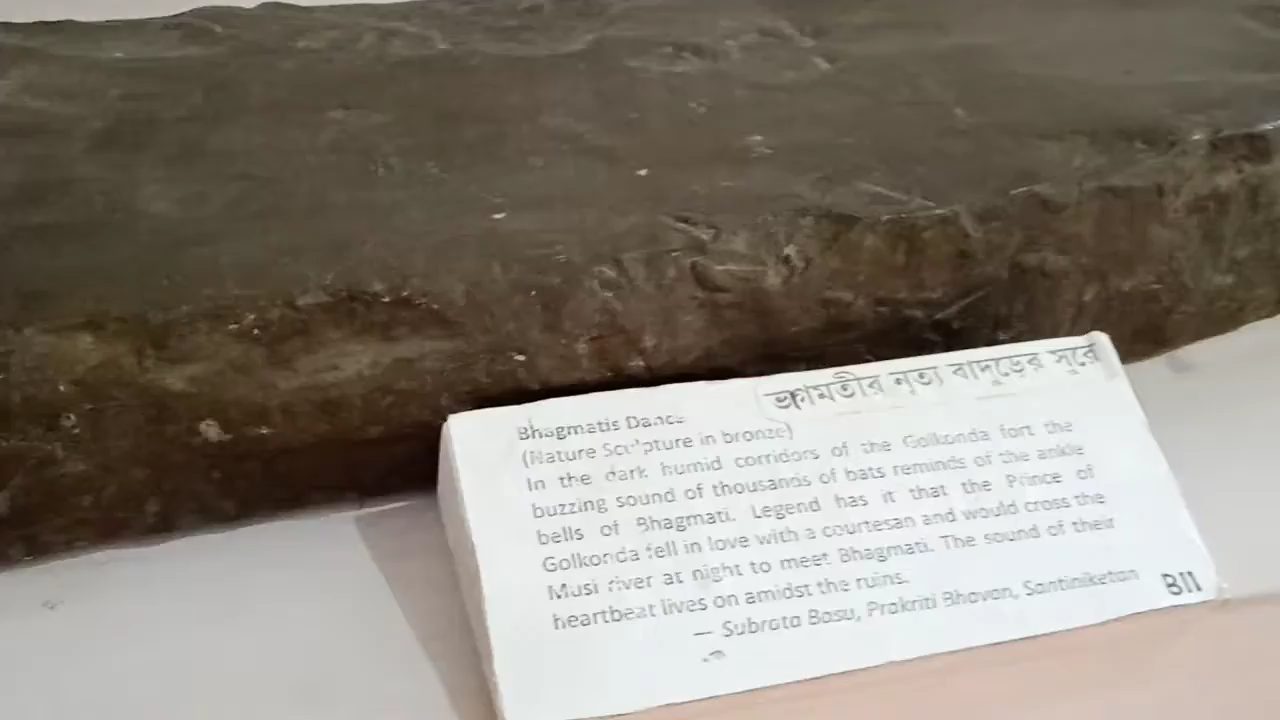 ভাগমতীর নৃত্য বাদুড়ের সুরে
Bhagmatis Dance
(Nature Sculpture in bronze)
In the dark humid corridors of the Golkonda fort the
buzzing sound of thousands of bats reminds of the ankle
bells of Bhagmati. Legend has it that the Prince of
Golkonda fell in love with a courtesan and would cross the
Musi river at night to meet Bhagmati. The sound of their
heartbeat lives on amidst the ruins.
— Subrata Basu, Prakriti Bhavan, Santiniketan
B11